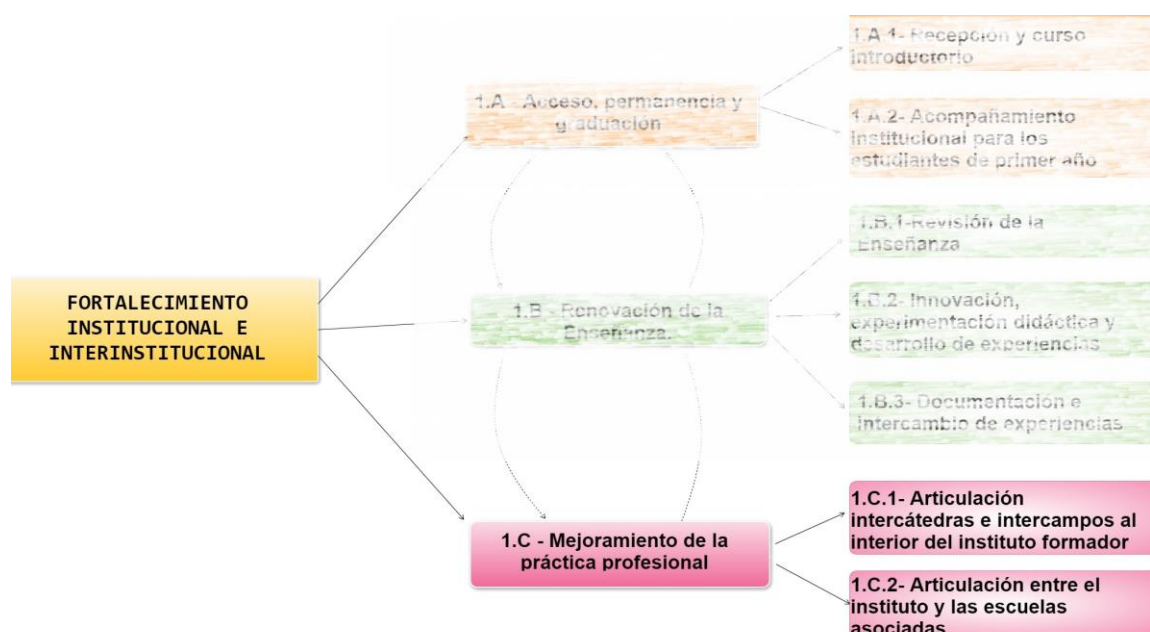 FORTALECIMIENTO
INSTITUCIONAL E
INTERINSTITUCIONAL
1.A - Acceso, permanencia y
graduación
1.A.1- Recepción y curso
introductorio
1.A.2- Acompañamiento
institucional para los
estudiantes de primer año
1.B - Renovación de la
Enseñanza.
1.B.1-Revisión de la
Enseñanza
1.B.2- Innovación,
experimentación didáctica y
desarrollo de experiencias
1.B.3- Documentación e
intercambio de experiencias
1.C - Mejoramiento de la
práctica profesional
1.C.1- Articulación
intercátedras e intercampos al
interior del instituto formador
1.C.2- Articulación entre el
instituto y las escuelas
asociadas